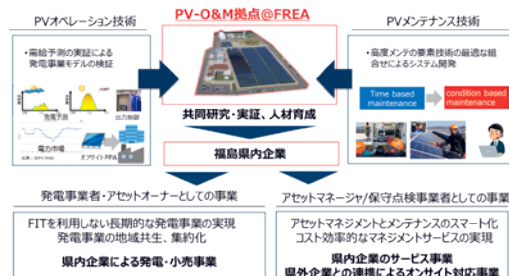 PVオペレーション技術
PV-O&M拠点@FREA
PVメンテナンス技術
・需給予測の実証による
発電事業モデルの検証
発電予測
出力制御
電力市場
オフサイトPPA
共同研究・実証、人材育成
・高度メンテの要素技術の最適な組
合せによるシステム開発
Time based
maintenance
condition based
maintenance
福島県内企業
発電事業者・アセットオーナーとしての事業
FITを利用しない長期的な発電事業の実現
発電事業の地域共生、集約化
県内企業による発電・小売事業
アセットマネージャ/保守点検事業者としての事業
アセットマネジメントとメンテナンスのスマート化
コスト効率的なマネジメントサービスの実現
県内企業のサービス事業
県外企業との連携によるオンサイト対応事業